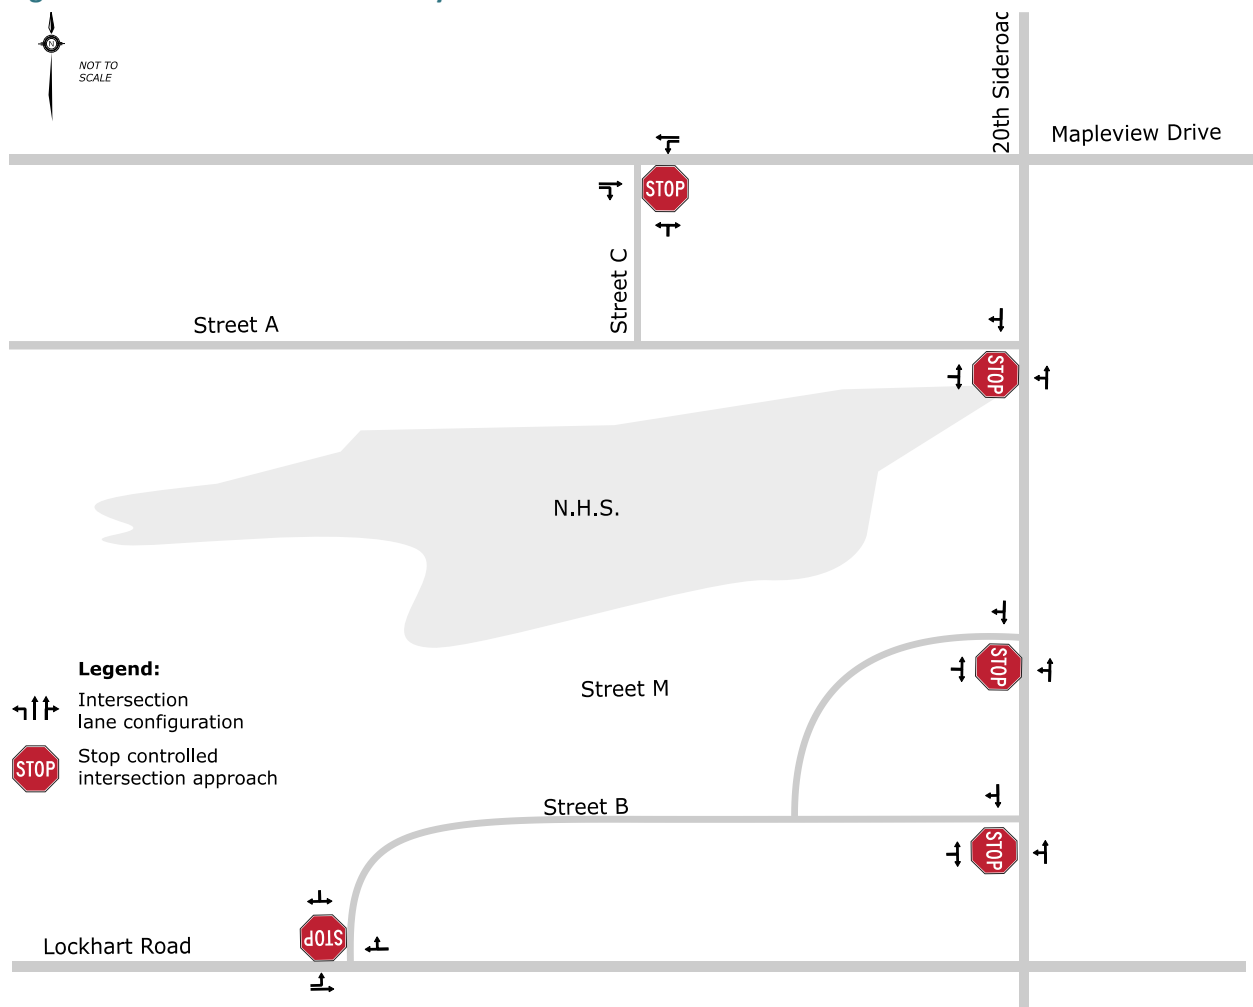 N
NOT TO
SCALE
20th Sideroad
Mapleview Drive
STOP
Street C
Street A
STOP
N.H.S.
Legend:
Intersection
lane configuration
STOP
Stop controlled
intersection approach
Street M
STOP
Street B
STOP
STOP
Lockhart Road